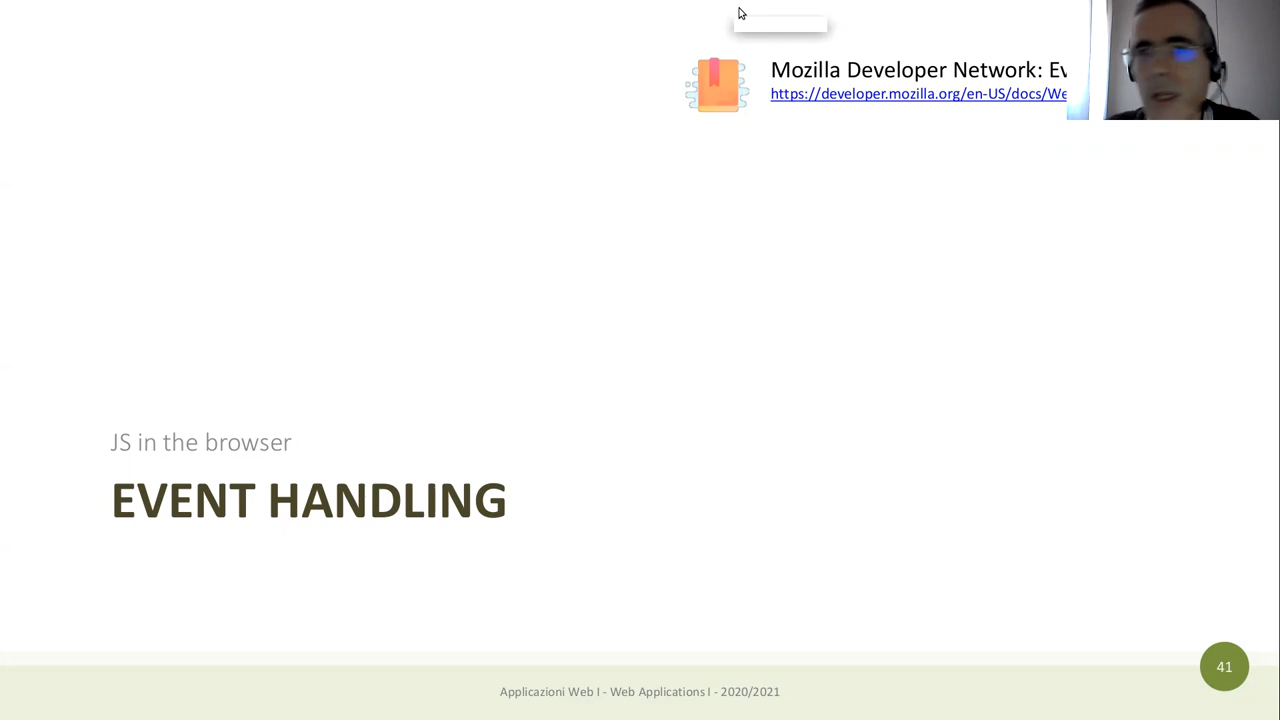 Mozilla Developer Network:
https://developer.mozilla.org/en-US/docs/We
JS in the browser
EVENT HANDLING
41
Applicazioni Web I - Web Applications I - 2020/2021